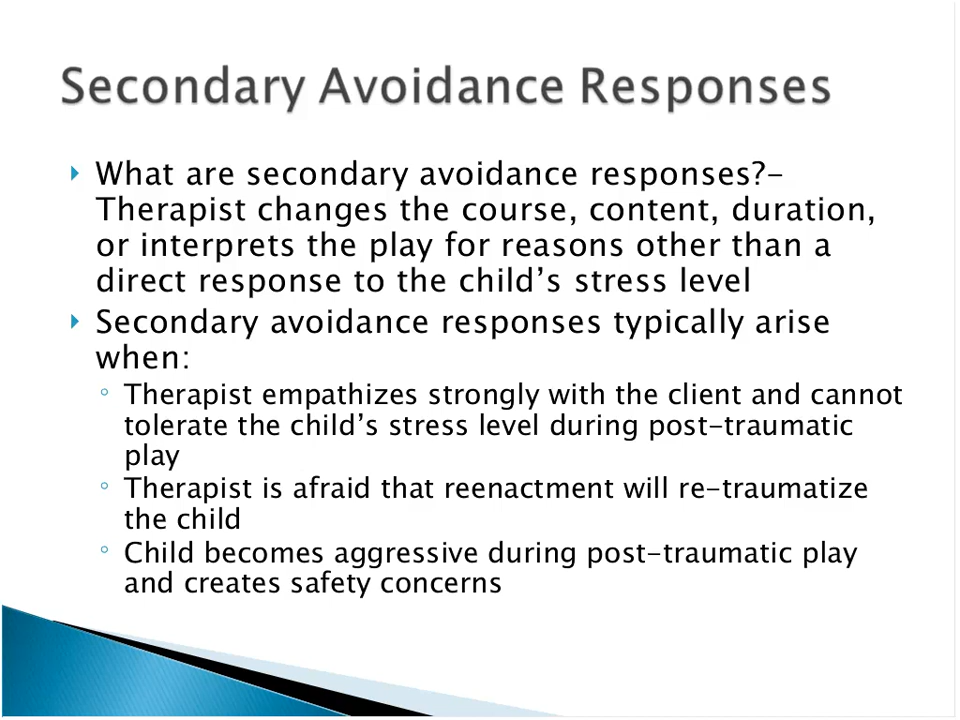 Secondary Avoidance Responses
What are secondary avoidance responses?-
Therapist changes the course, content, duration,
or interprets the play for reasons other than a
direct response to the child’s stress level
Secondary avoidance responses typically arise
when:
Therapist empathizes strongly with the client and cannot
tolerate the child’s stress level during post-traumatic
play
Therapist is afraid that reenactment will re-traumatize
the child
Child becomes aggressive during post-traumatic play
and creates safety concerns